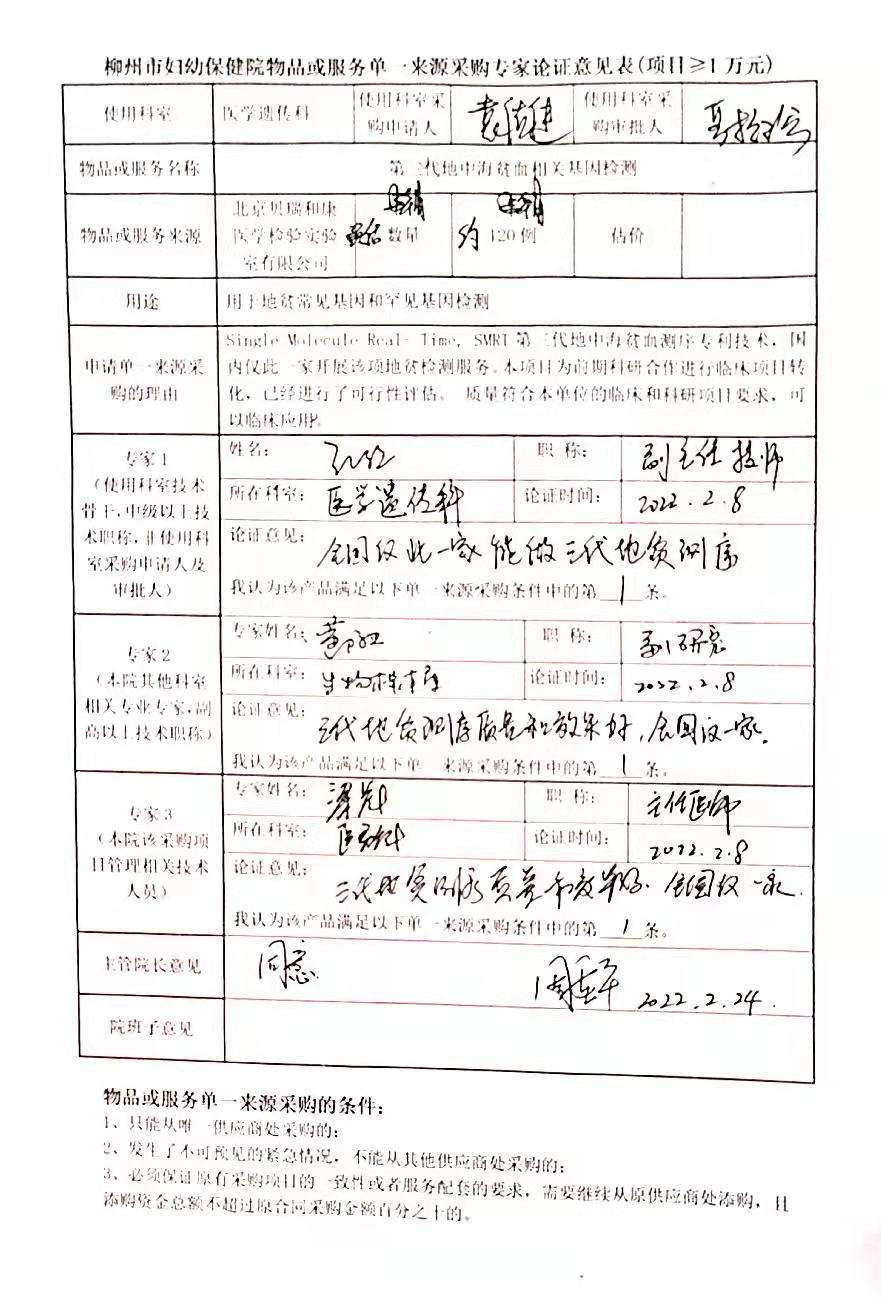 柳州市妇幼保健院物品或服务单一来源采购专家论证意见表(项目≥1万元)
使用科室 医学遗传科 使用科室采购申请人 使用科室采购审批人
物品或服务名称 第三代地中海贫血相关基因检测
物品或服务来源 北京贝瑞和康医学检验实验室有限公司 数量 约120例 估价
用途 用于地贫常见基因和罕见基因检测
申请单一来源采购的理由
Single Molecule Real- Time, SMRT 第三代地中海贫血测序专利技术，国
内仅此一家开展该项地贫检测服务。本项目为前期科研合作进行临床项目转
化，已经进行了可行性评估。 质量符合本单位的临床和科研项目要求，可
以临床应用。
专家1
（使用科室技术
骨干,中级以上技
术职称,非使用科
室采购申请人及
审批人）
姓名: 职 称: 副主任技师
所在科室: 医学遗传科 论证时间: 2022.2.8
论证意见: 全国仅此一家能做三代地贫测序
我认为该产品满足以下单一来源采购条件中的第 1 条。
专家2
（本院其他科室
相关专业专家,副
高以上技术职称）
专家姓名: 职 称: 副研究
所在科室: 论证时间: 2022.2.8
论证意见: 三代地贫测序质量和效果好,全国仅一家.
我认为该产品满足以下单一来源采购条件中的第 1 条。
专家3
（本院该采购项
目管理相关技术
人员）
专家姓名: 职 称: 主任医师
所在科室: 论证时间: 2022.2.8
论证意见: 三代地贫测序质量和效果好. 全国仅一家.
我认为该产品满足以下单一来源采购条件中的第 1 条。
主管院长意见 同意 2022.2.24.
院班子意见
物品或服务单一来源采购的条件:
1、只能从唯一供应商处采购的;
2、发生了不可预见的紧急情况，不能从其他供应商处采购的;
3、必须保证原有采购项目的一致性或者服务配套的要求，需要继续从原供应商处添购，且
添购资金总额不超过原合同采购金额百分之十的。